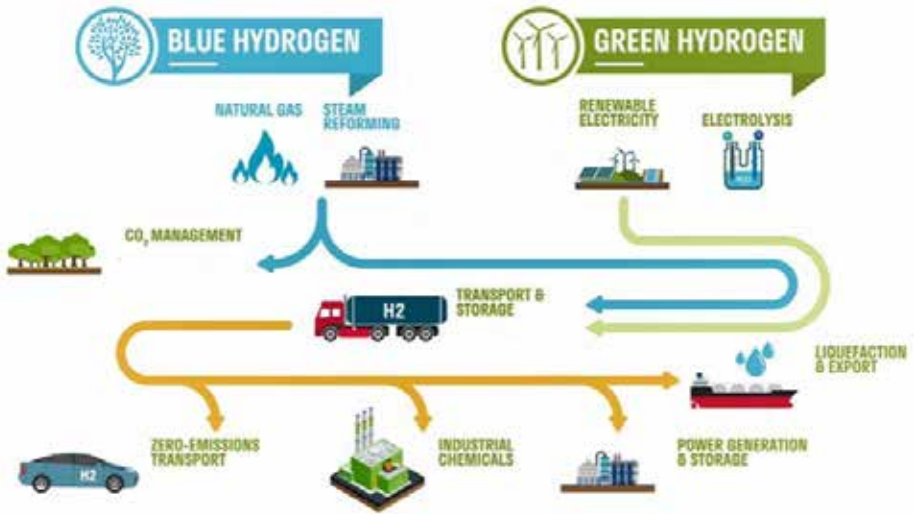 BLUE HYDROGEN
GREEN HYDROGEN
NATURAL GAS
STEAM
REFORMING
RENEWABLE
ELECTRICITY
ELECTROLYSIS
CO₂ MANAGEMENT
H2
TRANSPORT &
STORAGE
LIQUEFACTION
& EXPORT
H2
ZERO-EMISSIONS
TRANSPORT
INDUSTRIAL
CHEMICALS
POWER GENERATION
& STORAGE